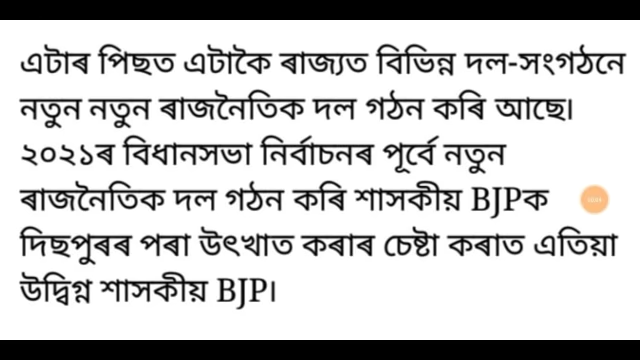 এটাৰ পিছত এটাকৈ ৰাজ্যত বিভিন্ন দল-সংগঠনে
নতুন নতুন ৰাজনৈতিক দল গঠন কৰি আছে।
২০২১ৰ বিধানসভা নিৰ্বাচনৰ পূৰ্বে নতুন
ৰাজনৈতিক দল গঠন কৰি শাসকীয় BJPক
দিছপুৰৰ পৰা উৎখাত কৰাৰ চেষ্টা কৰাত এতিয়া
উদ্বিগ্ন শাসকীয় BJP।